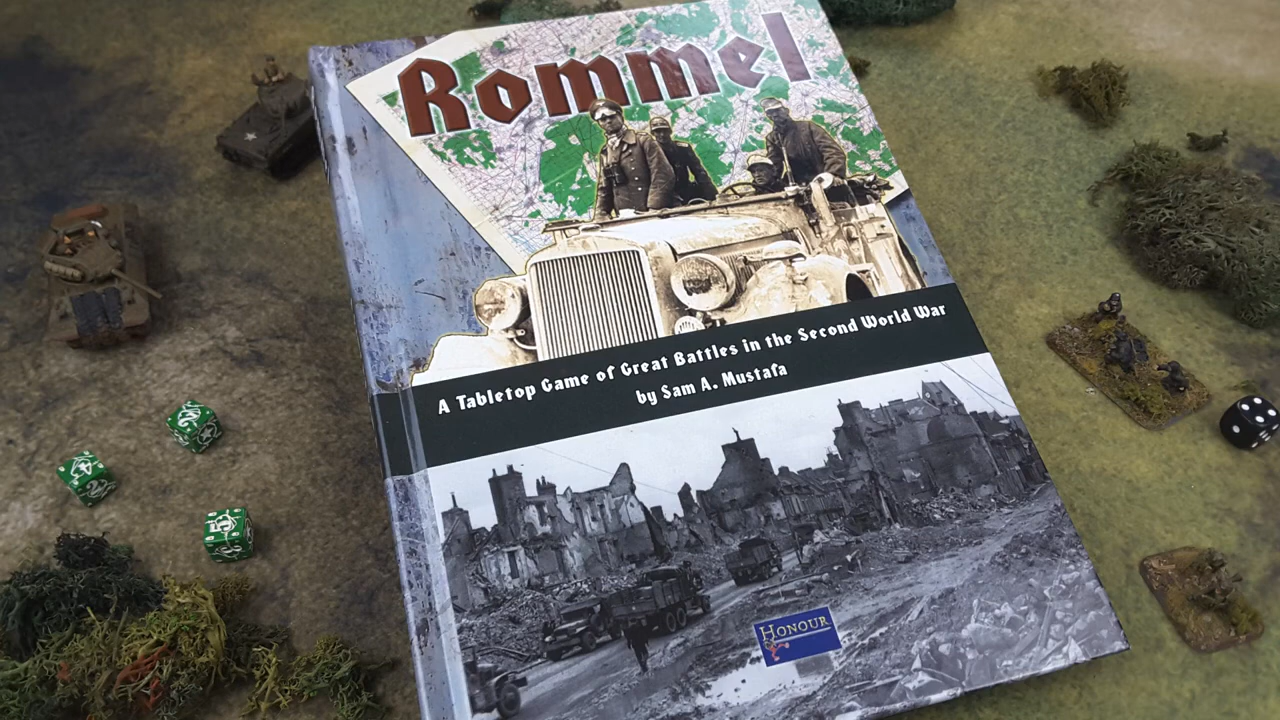 Rommel
A Tabletop Game of Great Battles in the Second World War
by Sam A. Mustafa
HONOUR